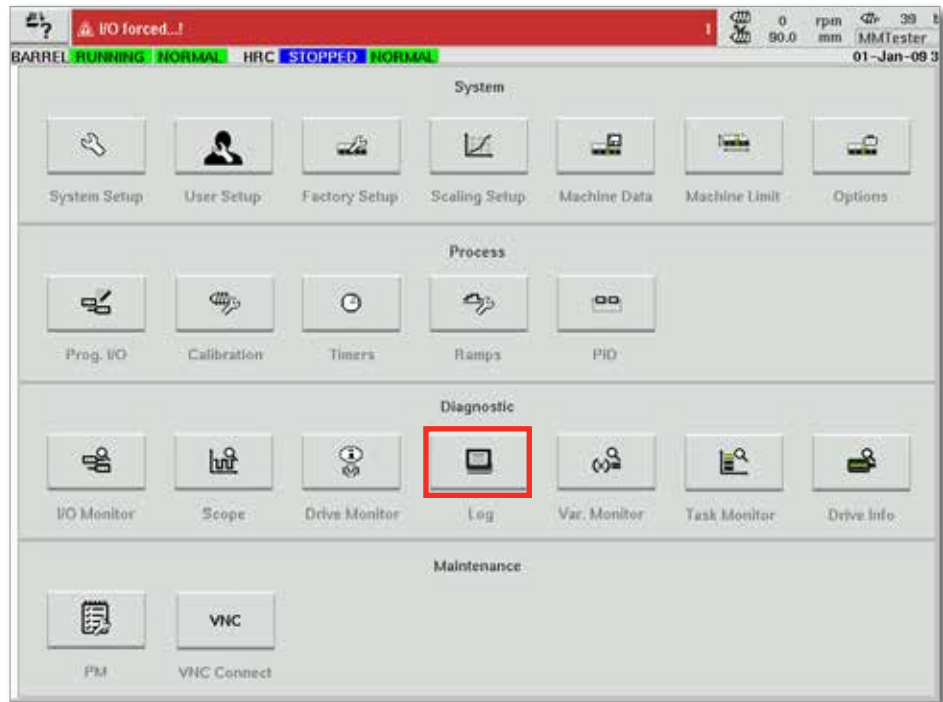 ? I/O forced...! 1 0 rpm 39
90.0 mm MMTester
BARREL RUNNING NORMAL HRC STOPPED NORMAL 01-Jan-09 3
System
System Setup User Setup Factory Setup Scaling Setup Machine Data Machine Limit Options
Process
Prog. I/O Calibration Timers Ramps PID
Diagnostic
I/O Monitor Scope Drive Monitor Log Var. Monitor Task Monitor Drive Info
Maintenance
VNC
PM VNC Connect